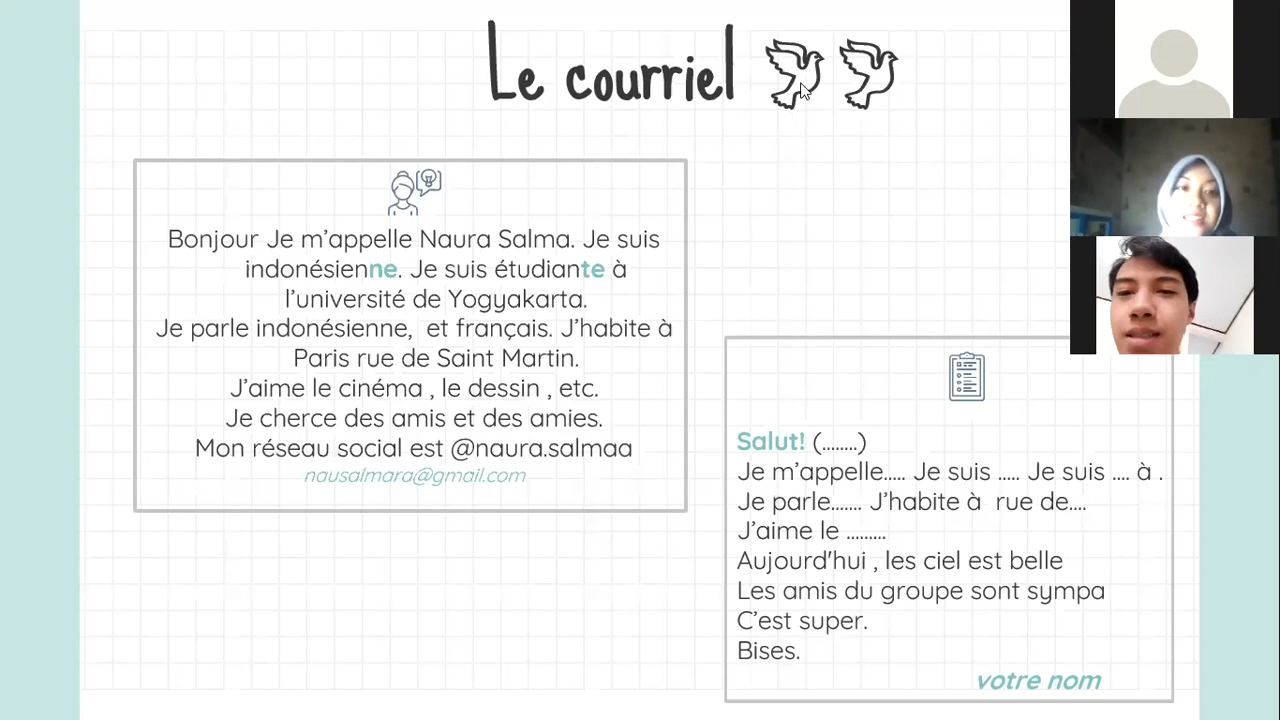 Le courriel
Bonjour Je m'appelle Naura Salma. Je suis
indonésienne. Je suis étudiante à
l'université de Yogyakarta.
Je parle indonésienne, et français. J'habite à
Paris rue de Saint Martin.
J'aime le cinéma , le dessin , etc.
Je cherce des amis et des amies.
Mon réseau social est @naura.salmaa
nausalmara@gmail.com
Salut! (........)
Je m'appelle..... Je suis ..... Je suis .... à .
Je parle....... J'habite à rue de....
J'aime le .........
Aujourd'hui , les ciel est belle
Les amis du groupe sont sympa
C'est super.
Bises.
votre nom